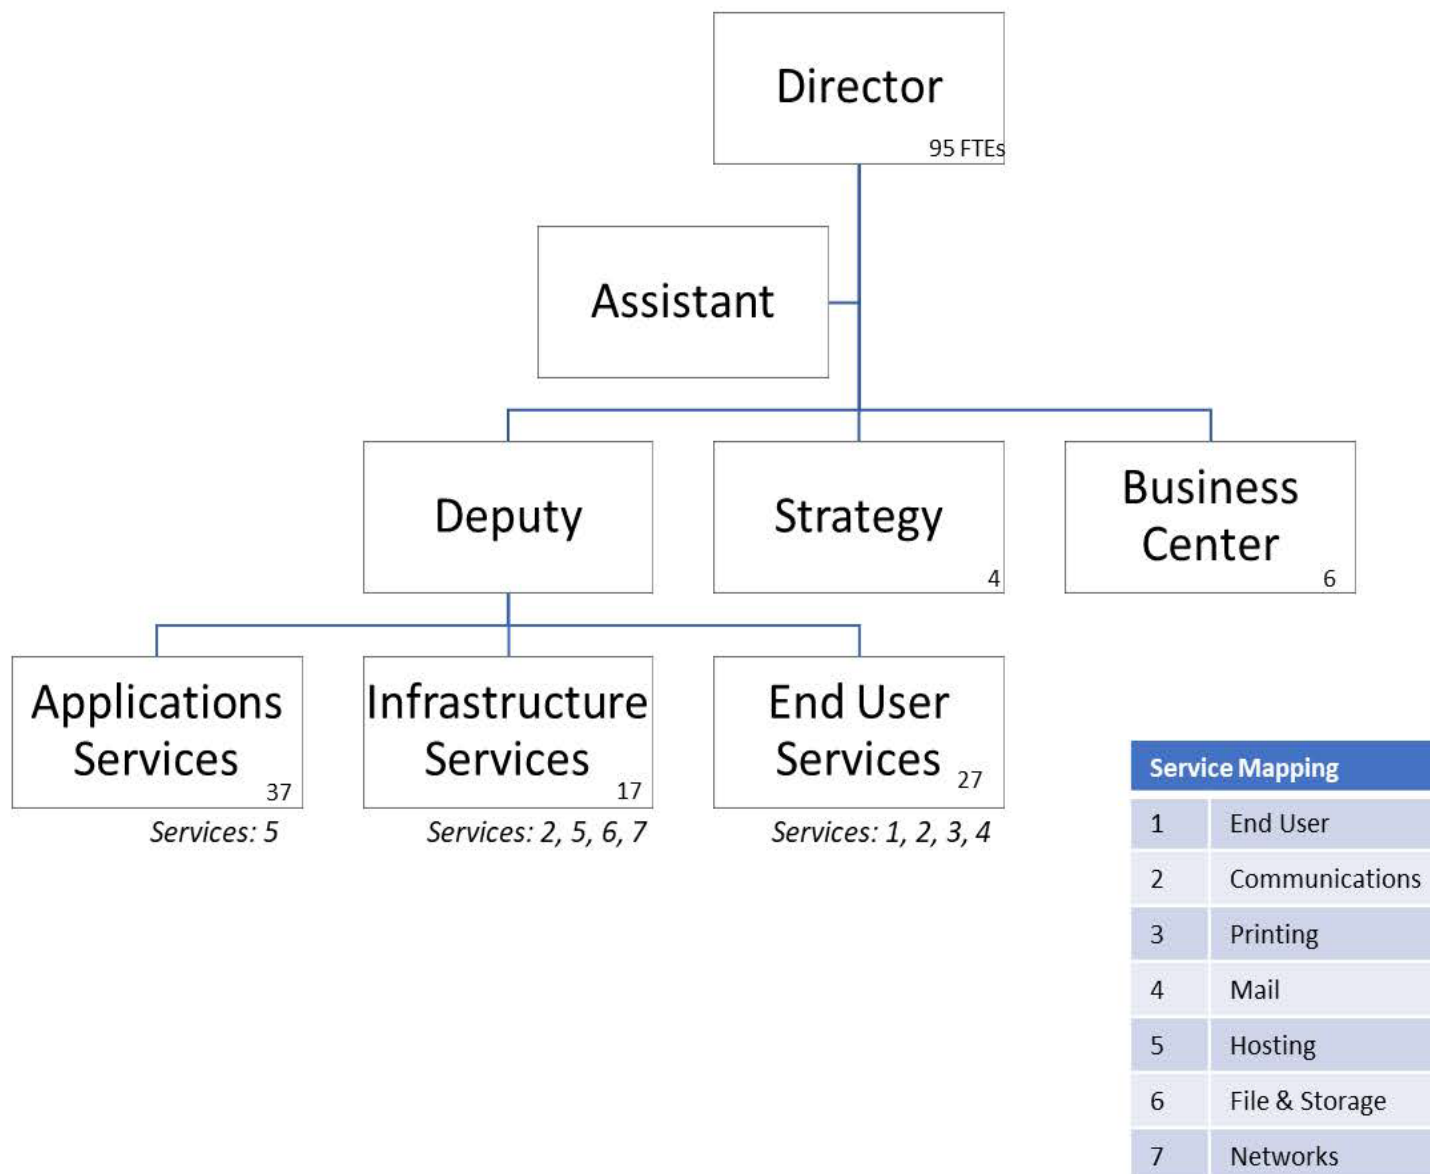 Director
95 FTEs
Assistant
Deputy
Strategy
4
Business
Center
6
Applications
Services
37
Services: 5
Infrastructure
Services
17
Services: 2, 5, 6, 7
End User
Services
27
Services: 1, 2, 3, 4
Service Mapping
1 End User
2 Communications
3 Printing
4 Mail
5 Hosting
6 File & Storage
7 Networks